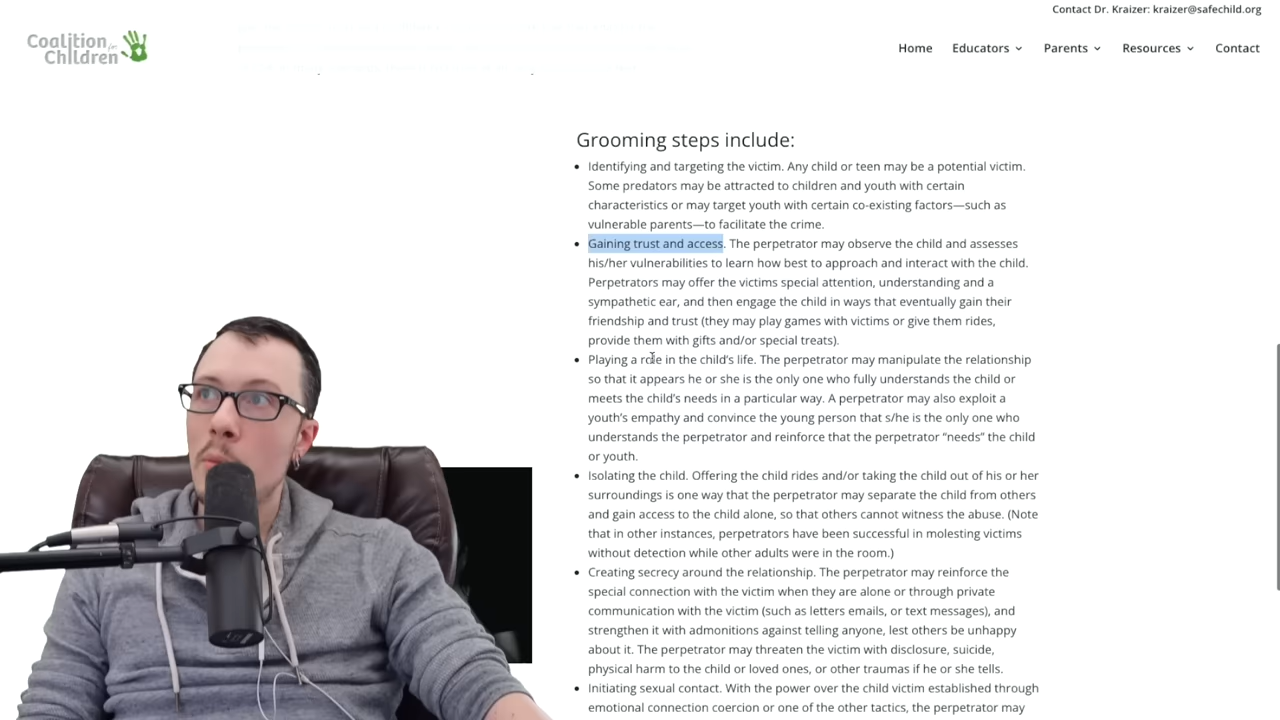 Contact Dr. Kraizer: kraizer@safechild.org
Coalition for Children
Home Educators Parents Resources Contact
Grooming steps include:
Identifying and targeting the victim. Any child or teen may be a potential victim.
Some predators may be attracted to children and youth with certain
characteristics or may target youth with certain co-existing factors—such as
vulnerable parents—to facilitate the crime.
Gaining trust and access. The perpetrator may observe the child and assesses
his/her vulnerabilities to learn how best to approach and interact with the child.
Perpetrators may offer the victims special attention, understanding and a
sympathetic ear, and then engage the child in ways that eventually gain their
friendship and trust (they may play games with victims or give them rides,
provide them with gifts and/or special treats).
Playing a role in the child's life. The perpetrator may manipulate the relationship
so that it appears he or she is the only one who fully understands the child or
meets the child's needs in a particular way. A perpetrator may also exploit a
youth's empathy and convince the young person that s/he is the only one who
understands the perpetrator and reinforce that the perpetrator “needs” the child
or youth.
Isolating the child. Offering the child rides and/or taking the child out of his or her
surroundings is one way that the perpetrator may separate the child from others
and gain access to the child alone, so that others cannot witness the abuse. (Note
that in other instances, perpetrators have been successful in molesting victims
without detection while other adults were in the room.)
Creating secrecy around the relationship. The perpetrator may reinforce the
special connection with the victim when they are alone or through private
communication with the victim (such as letters emails, or text messages), and
strengthen it with admonitions against telling anyone, lest others be unhappy
about it. The perpetrator may threaten the victim with disclosure, suicide,
physical harm to the child or loved ones, or other traumas if he or she tells.
Initiating sexual contact. With the power over the child victim established through
emotional connection coercion or one of the other tactics, the perpetrator may